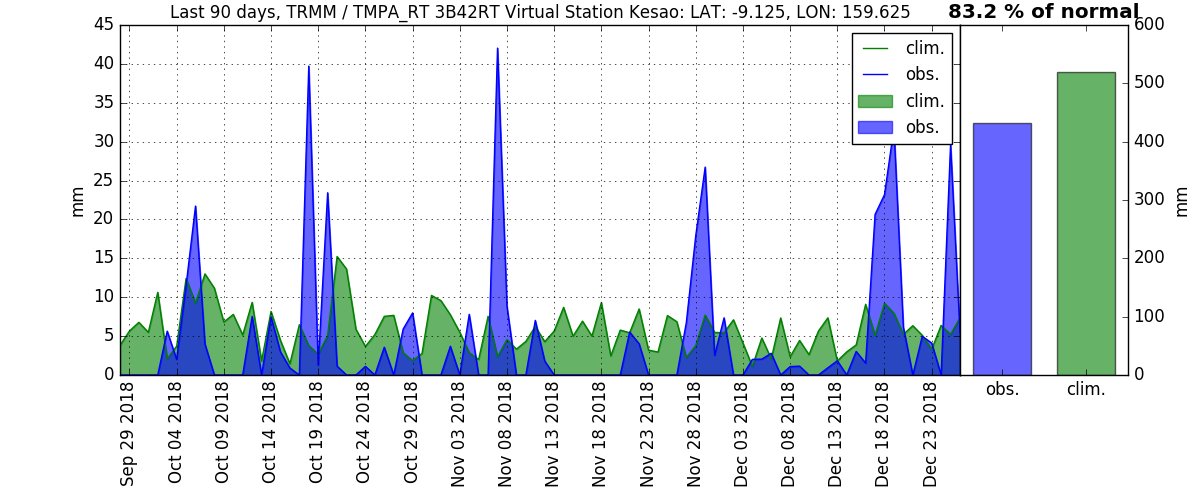 Last 90 days, TRMM / TMPA_RT 3B42RT Virtual Station Kesao: LAT: -9.125, LON: 159.625
83.2 % of normal
45
40
35
30
25
20
15
10
5
0
mm
clim.
obs.
clim.
obs.
Sep 29 2018
Oct 04 2018
Oct 09 2018
Oct 14 2018
Oct 19 2018
Oct 24 2018
Oct 29 2018
Nov 03 2018
Nov 08 2018
Nov 13 2018
Nov 18 2018
Nov 23 2018
Nov 28 2018
Dec 03 2018
Dec 08 2018
Dec 13 2018
Dec 18 2018
Dec 23 2018
600
500
400
300
200
100
0
mm
obs.
clim.